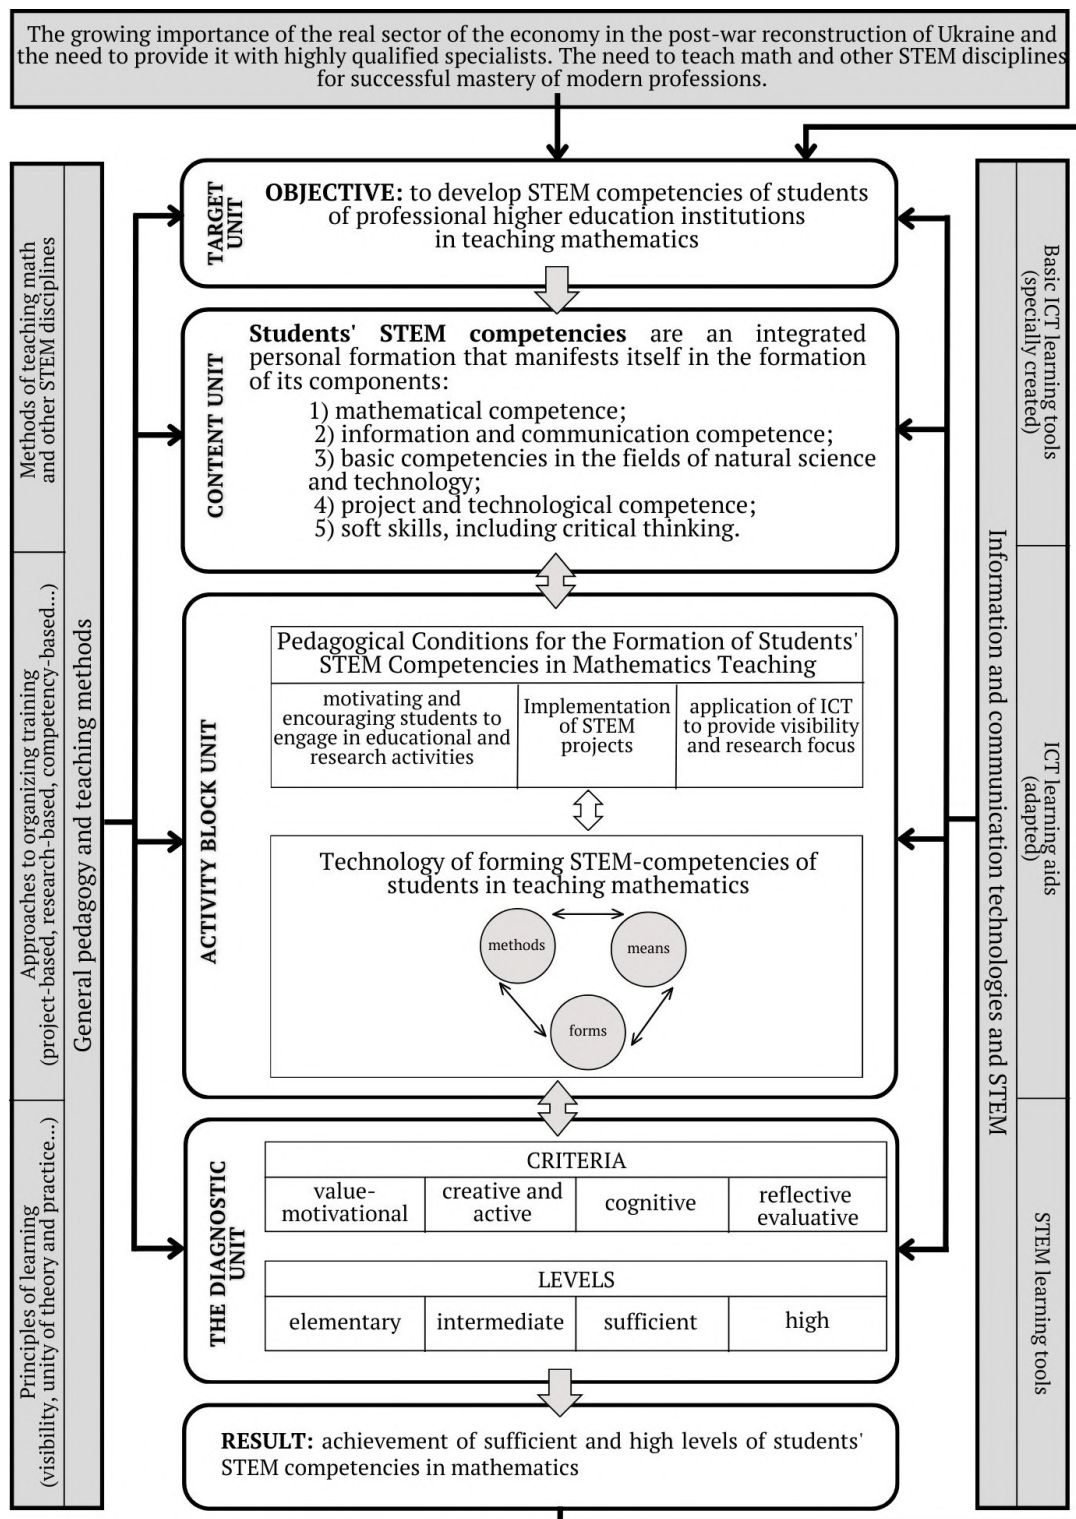 The growing importance of the real sector of the economy in the post-war reconstruction of Ukraine and
the need to provide it with highly qualified specialists. The need to teach math and other STEM disciplines
for successful mastery of modern professions.
Methods of teaching math
and other STEM disciplines
Approaches to organizing training
(project-based, research-based, competency-based...)
Principles of learning
(visibility, unity of theory and practice...)
General pedagogy and teaching methods
TARGET
UNIT
OBJECTIVE: to develop STEM competencies of students
of professional higher education institutions
in teaching mathematics
CONTENT UNIT
Students' STEM competencies are an integrated
personal formation that manifests itself in the formation
of its components:
1) mathematical competence;
2) information and communication competence;
3) basic competencies in the fields of natural science
and technology;
4) project and technological competence;
5) soft skills, including critical thinking.
ACTIVITY BLOCK UNIT
Pedagogical Conditions for the Formation of Students'
STEM Competencies in Mathematics Teaching
motivating and
encouraging students to
engage in educational and
research activities
Implementation
of STEM
projects
application of ICT
to provide visibility
and research focus
Technology of forming STEM-competencies of
students in teaching mathematics
methods
means
forms
THE DIAGNOSTIC
UNIT
CRITERIA
value-
motivational
creative and
active
cognitive
reflective
evaluative
LEVELS
elementary
intermediate
sufficient
high
RESULT: achievement of sufficient and high levels of students'
STEM competencies in mathematics
Information and communication technologies and STEM
Basic ICT learning tools
(specially created)
ICT learning aids
(adapted)
STEM learning tools